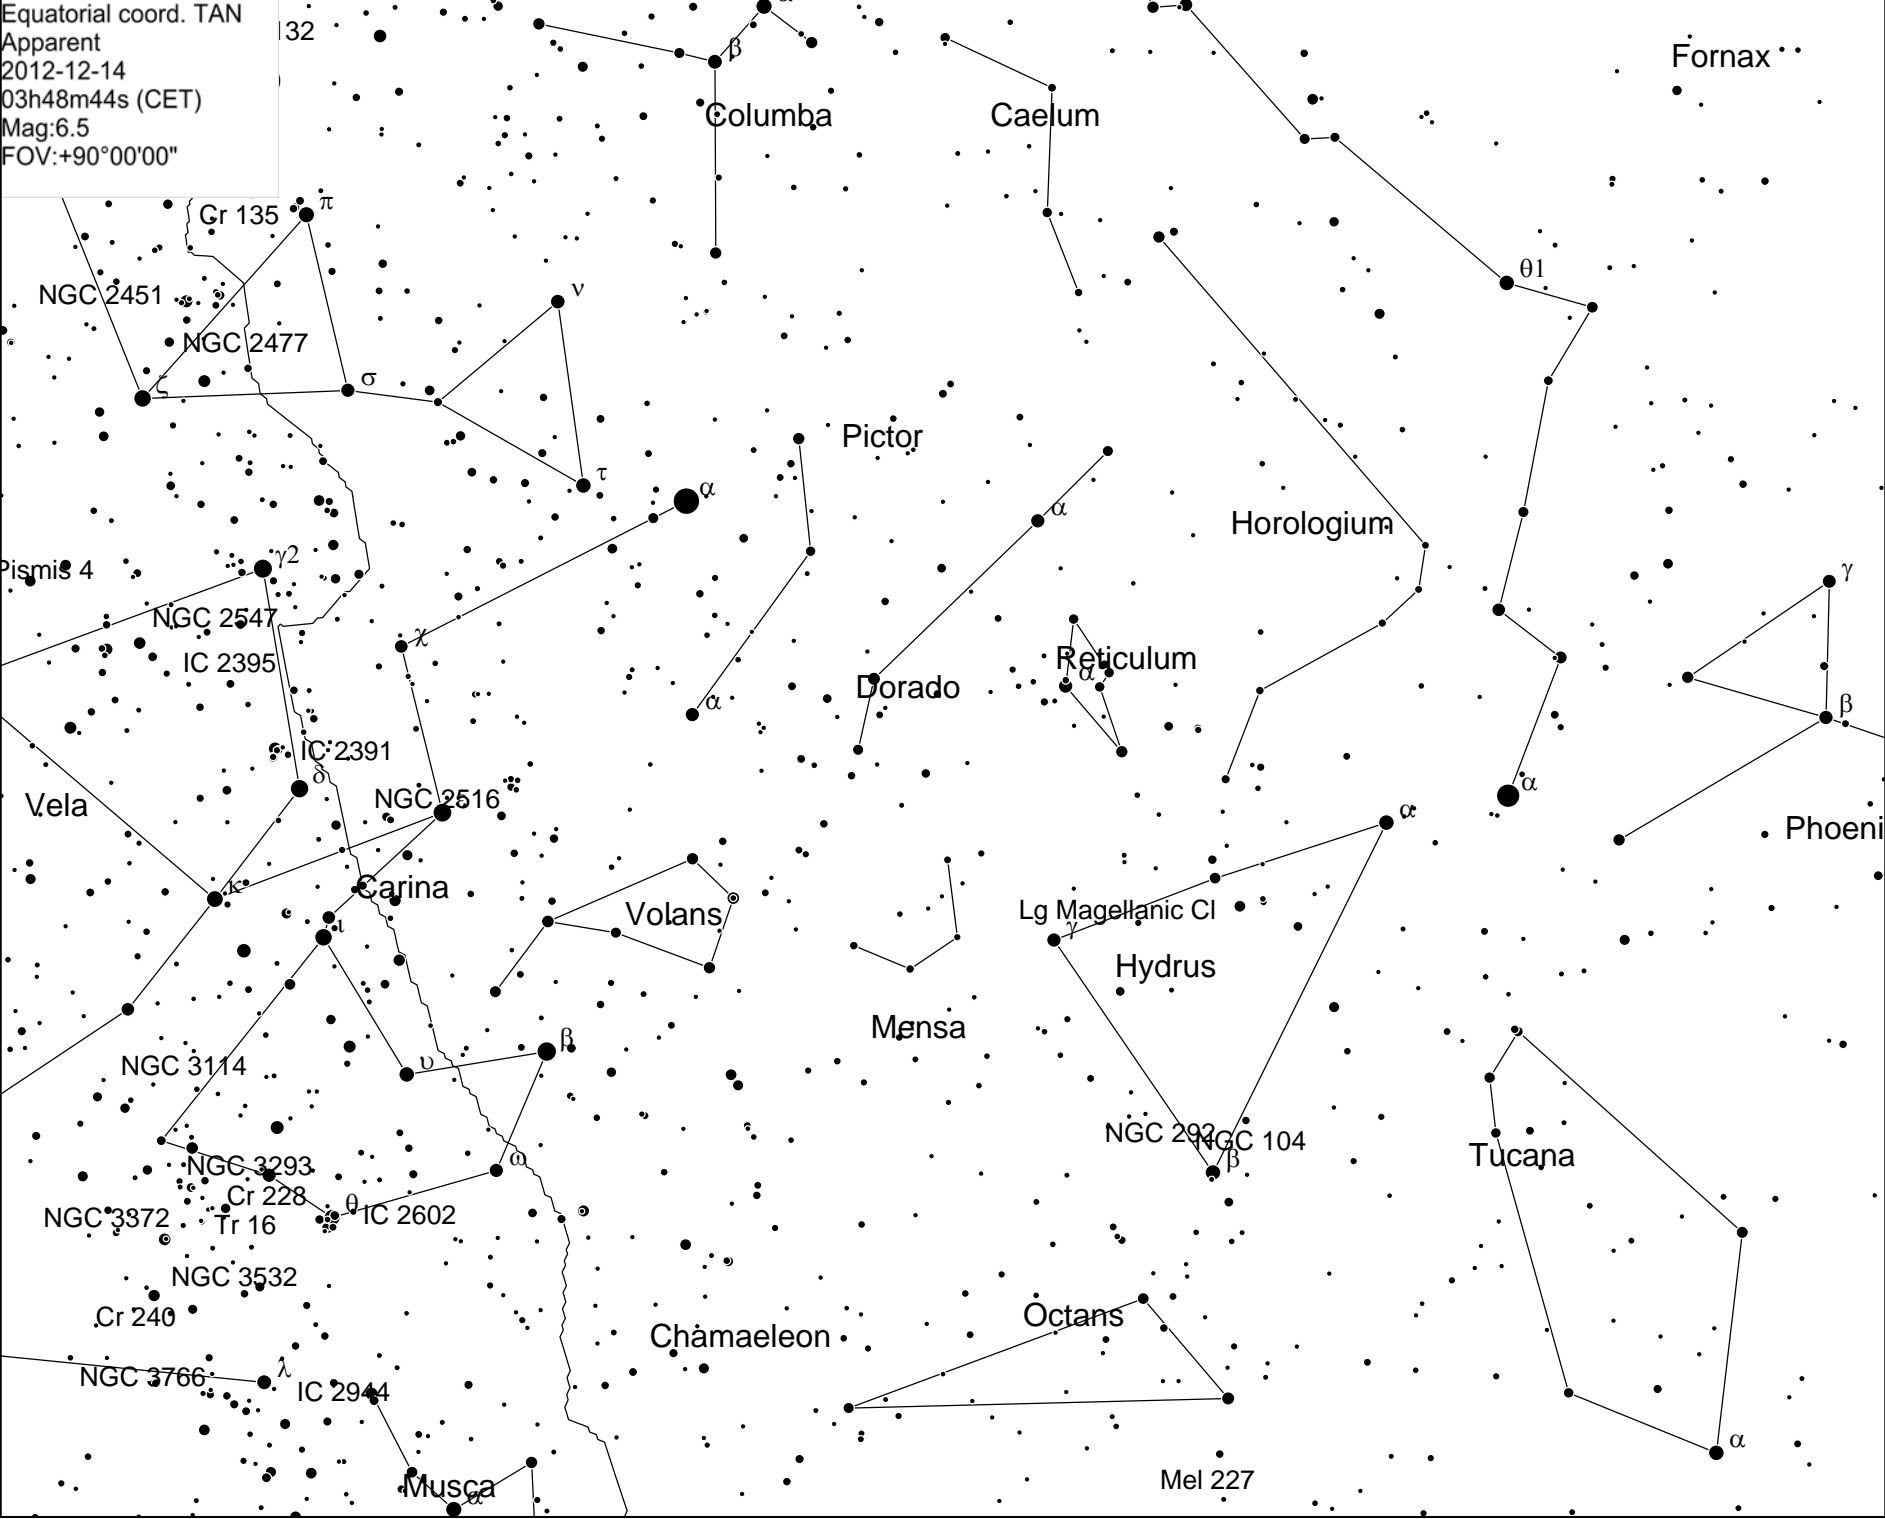 Equatorial coord. TAN
Apparent
2012-12-14
03h48m44s (CET)
Mag:6.5
FOV:+90°00'00"
132
β
Fornax
Columba
Caelum
π
Cr 135
θ1
NGC 2451
ν
NGC 2477
ζ
σ
Pictor
τ
α
α
Horologium
γ2
Pismis 4
γ
NGC 2547
χ
IC 2395
Reticulum
α
Dorado
α
β
IC 2391
δ
α
NGC 2516
Vela
α
Phoeni
κ
Carina
Volans
Lg Magellanic Cl
ι
γ
Hydrus
Mensa
β
υ
NGC 3114
NGC 292
NGC 104
β
Tucana
ω
NGC 3293
Cr 228
θ
IC 2602
NGC 3372
Tr 16
NGC 3532
Cr 240
Octans
Chamaeleon
λ
NGC 3766
IC 2944
α
Mel 227
Musca
α